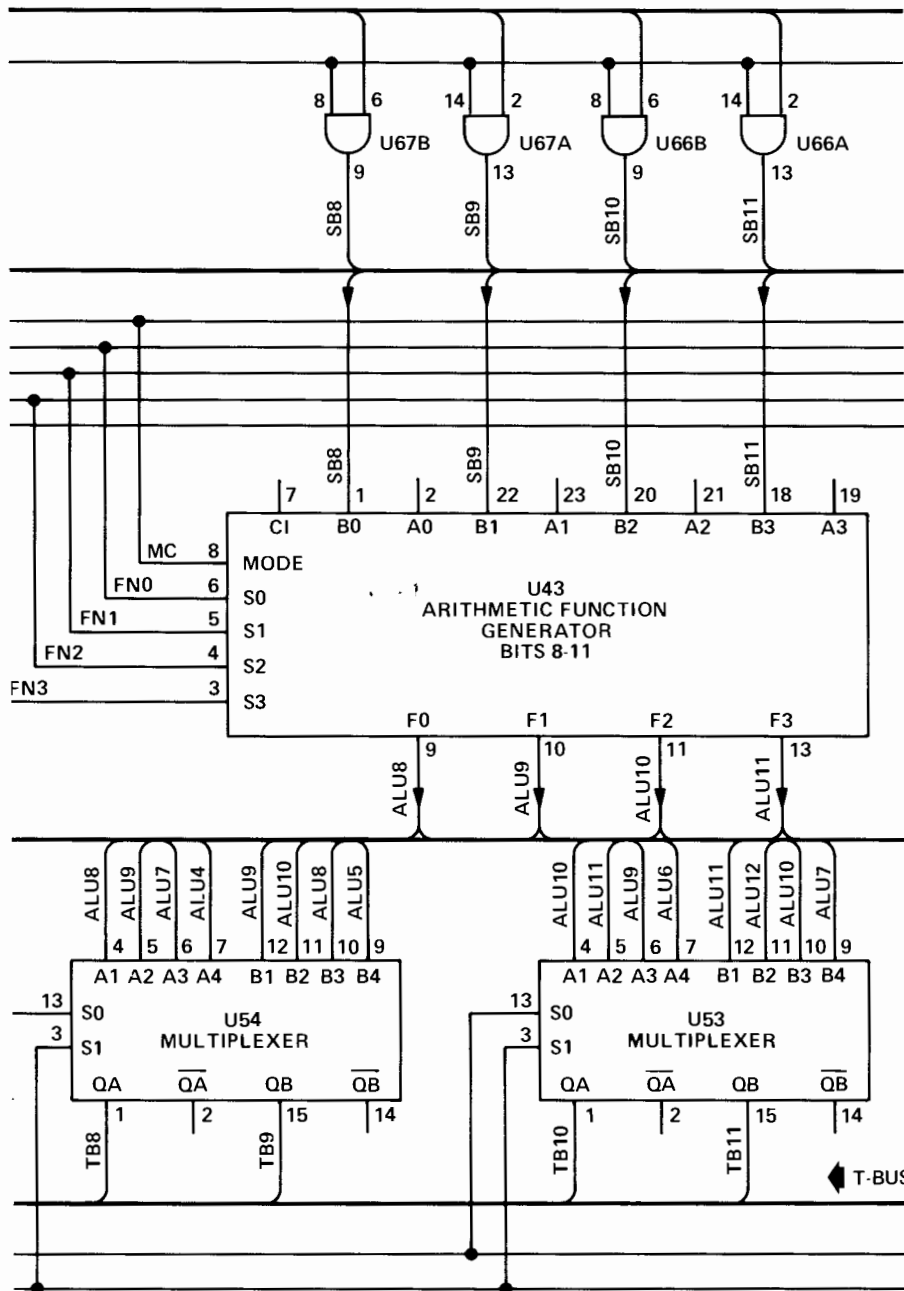 8 6 14 2 8 6 14 2
U67B U67A U66B U66A
9 13 9 13
SB8 SB9 SB10 SB11
SB8 SB9 SB10 SB11
7 1 2 22 23 20 21 18 19
CI B0 A0 B1 A1 B2 A2 B3 A3
MC 8 MODE
FN0 6 S0
FN1 5 S1
FN2 4 S2
FN3 3 S3
U43
ARITHMETIC FUNCTION
GENERATOR
BITS 8-11
F0 F1 F2 F3
9 10 11 13
ALU8 ALU9 ALU10 ALU11
ALU8 ALU9 ALU7 ALU4 ALU9 ALU10 ALU8 ALU5 ALU10 ALU11 ALU9 ALU6 ALU11 ALU12 ALU10 ALU7
4 5 6 7 12 11 10 9 4 5 6 7 12 11 10 9
A1 A2 A3 A4 B1 B2 B3 B4 A1 A2 A3 A4 B1 B2 B3 B4
13 S0 13 S0
U54 U53
3 S1 MULTIPLEXER 3 S1 MULTIPLEXER
QA Q̅A̅ QB Q̅B̅ QA Q̅A̅ QB Q̅B̅
1 2 15 14 1 2 15 14
TB8 TB9 TB10 TB11
T-BUS